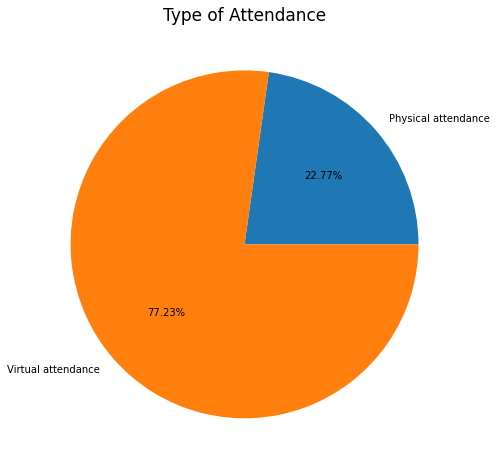 Type of Attendance
Physical attendance
22.77%
77.23%
Virtual attendance